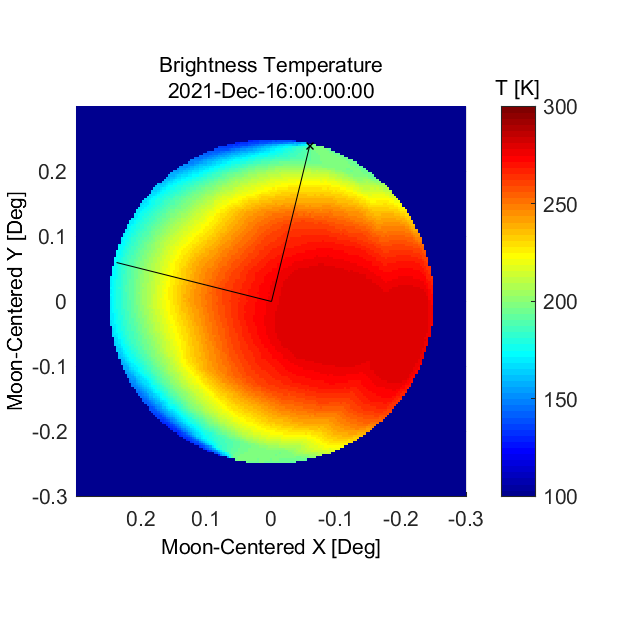 Brightness Temperature
2021-Dec-16:00:00:00
T [K]
300
250
200
150
100
Moon-Centered Y [Deg]
0.2
0.1
0
-0.1
-0.2
-0.3
0.2 0.1 0 -0.1 -0.2 -0.3
Moon-Centered X [Deg]